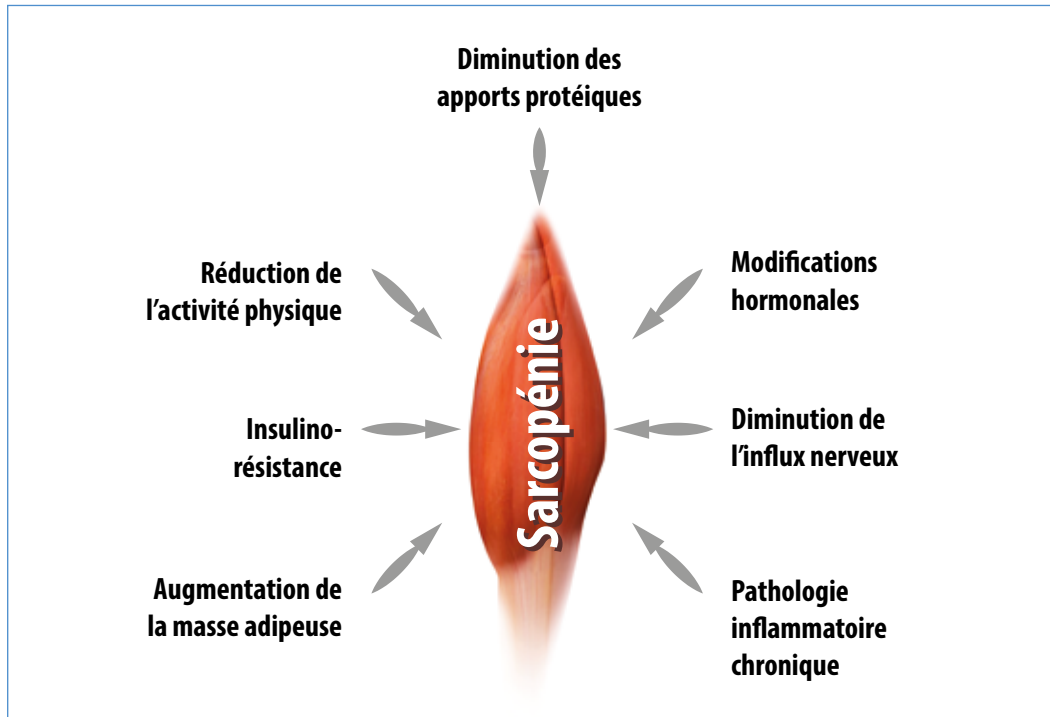 Diminution des
apports protéiques
Réduction de
l’activité physique
Modifications
hormonales
Sarcopénie
Insulino-
résistance
Diminution de
l’influx nerveux
Augmentation de
la masse adipeuse
Pathologie
inflammatoire
chronique